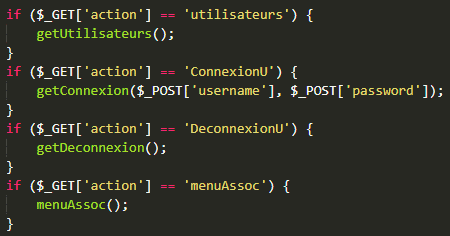 if ($_GET['action'] == 'utilisateurs') {
    getUtilisateurs();
}
if ($_GET['action'] == 'ConnexionU') {
    getConnexion($_POST['username'], $_POST['password']);
}
if ($_GET['action'] == 'DeconnexionU') {
    getDeconnexion();
}
if ($_GET['action'] == 'menuAssoc') {
    menuAssoc();
}